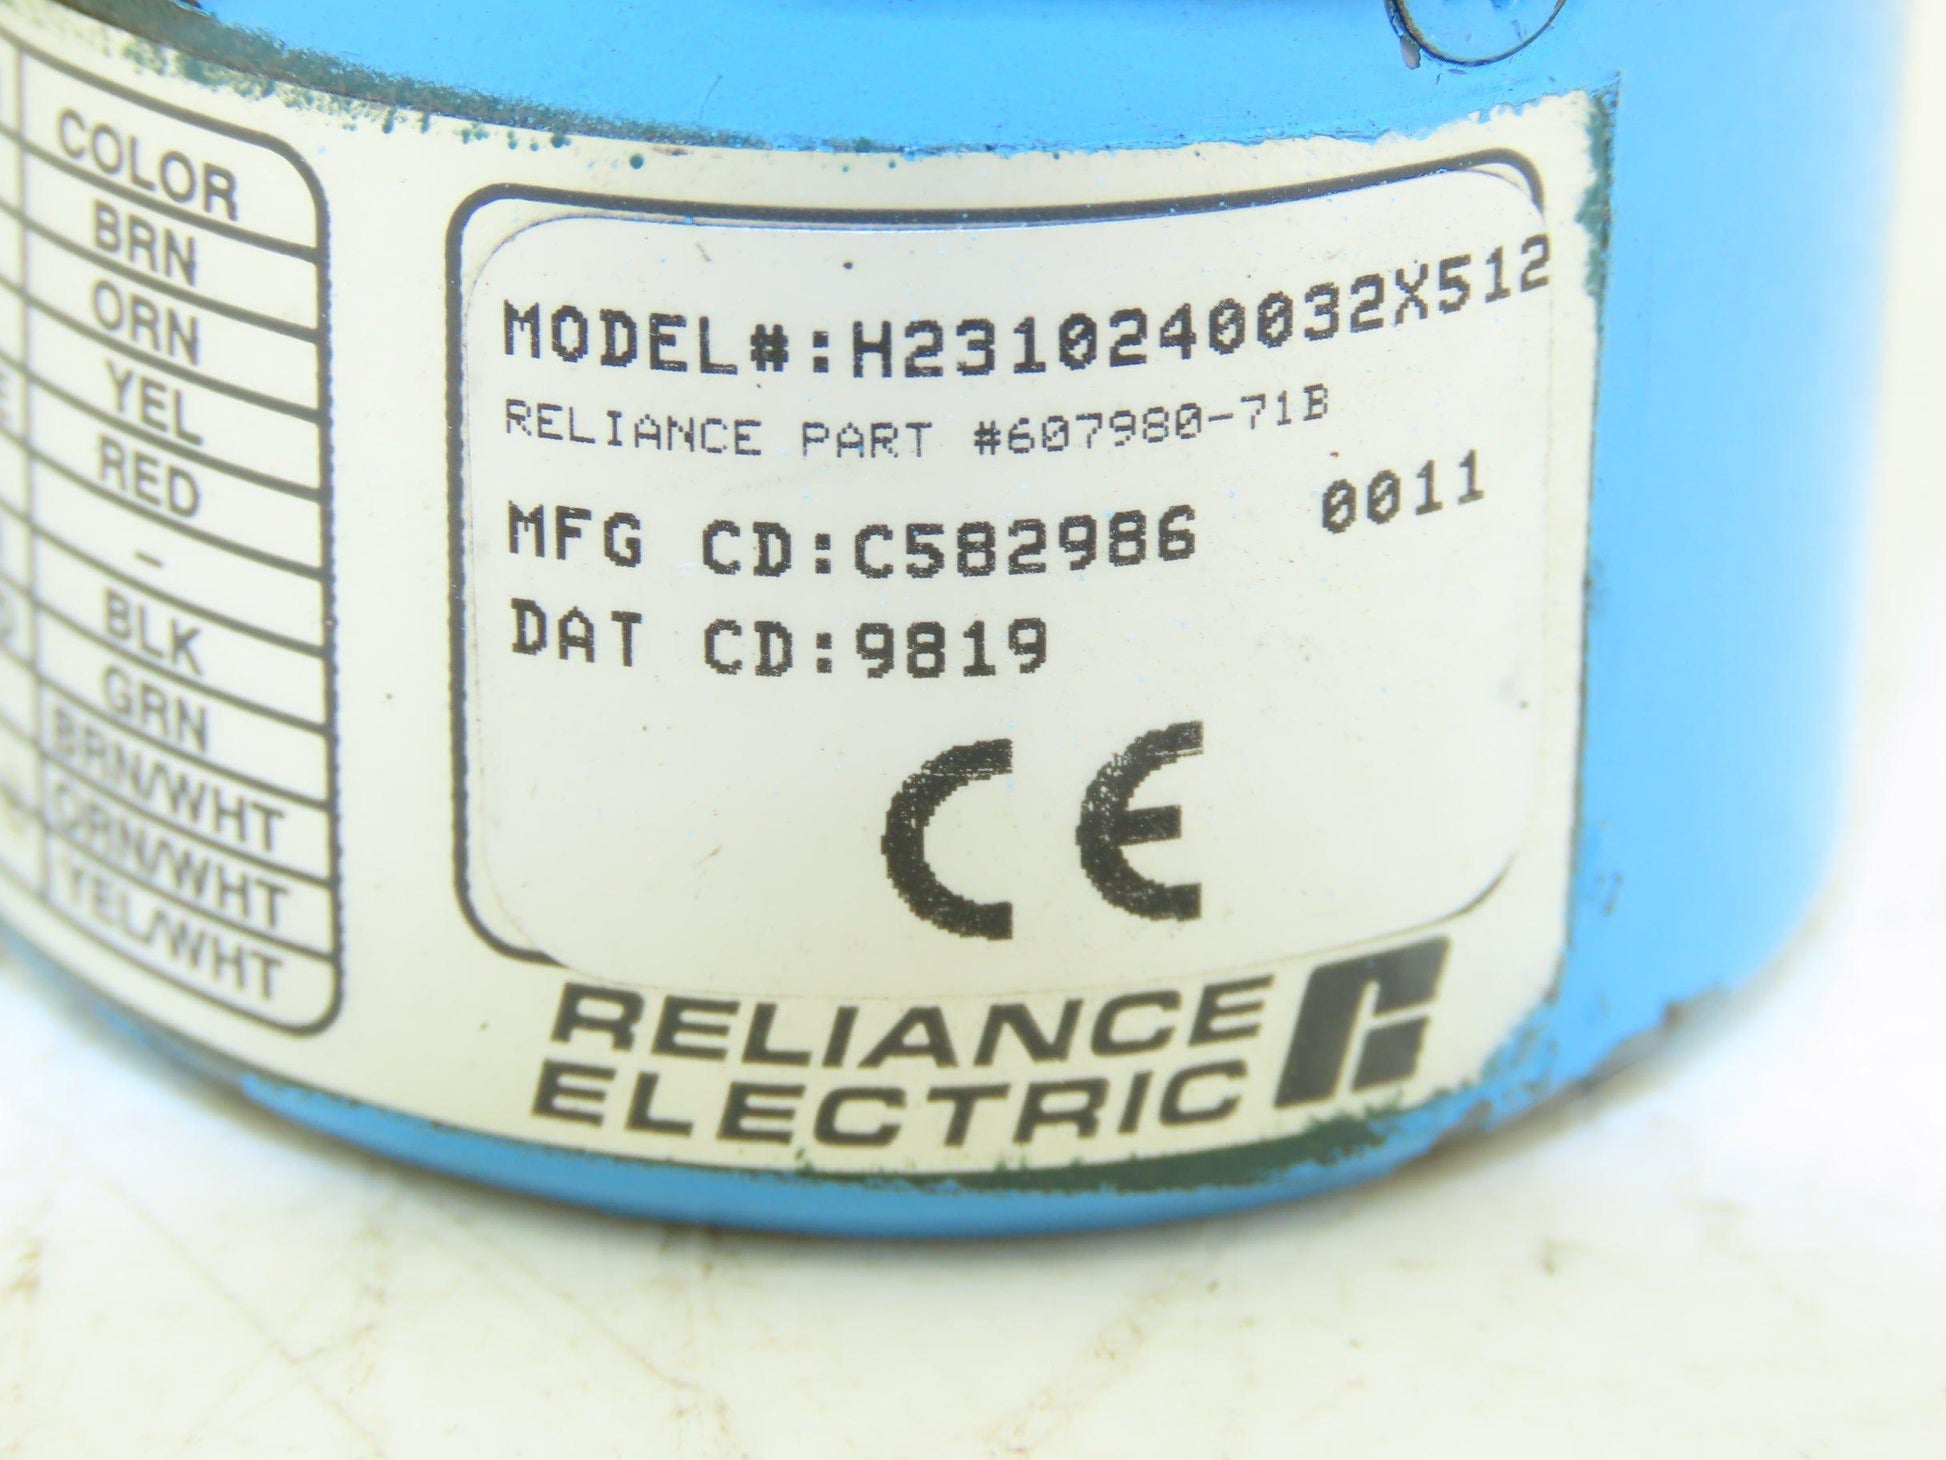 COLOR
BRN
ORN
YEL
RED
-
BLK
GRN
BRN/WHT
ORN/WHT
YEL/WHT
MODEL#:H2310240032X512
RELIANCE PART #607980-71B
MFG CD:C582986 0011
DAT CD:9819
CE
RELIANCE
ELECTRIC